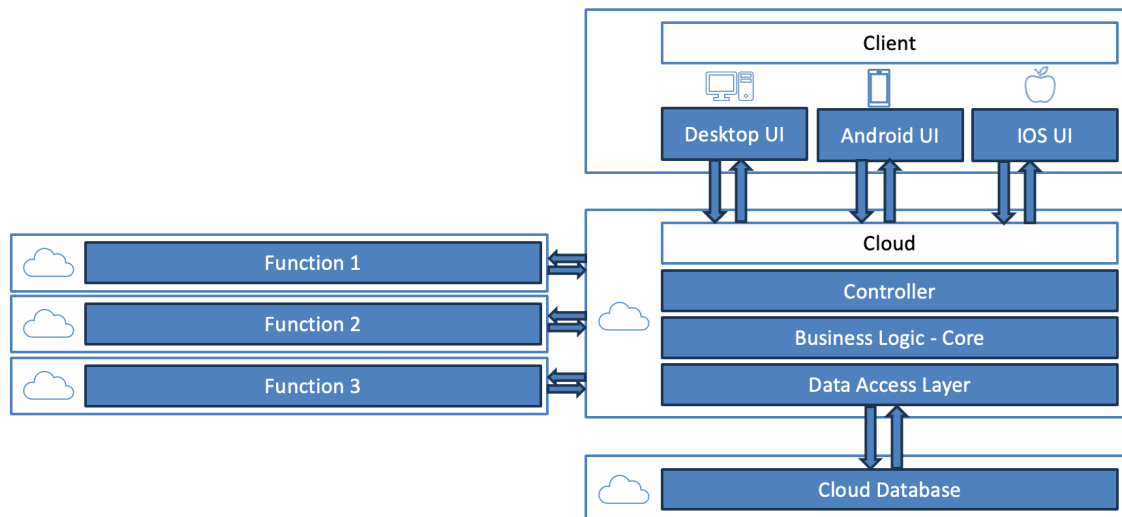 Client
Desktop UI
Android UI
IOS UI
Cloud
Function 1
Controller
Function 2
Business Logic - Core
Function 3
Data Access Layer
Cloud Database